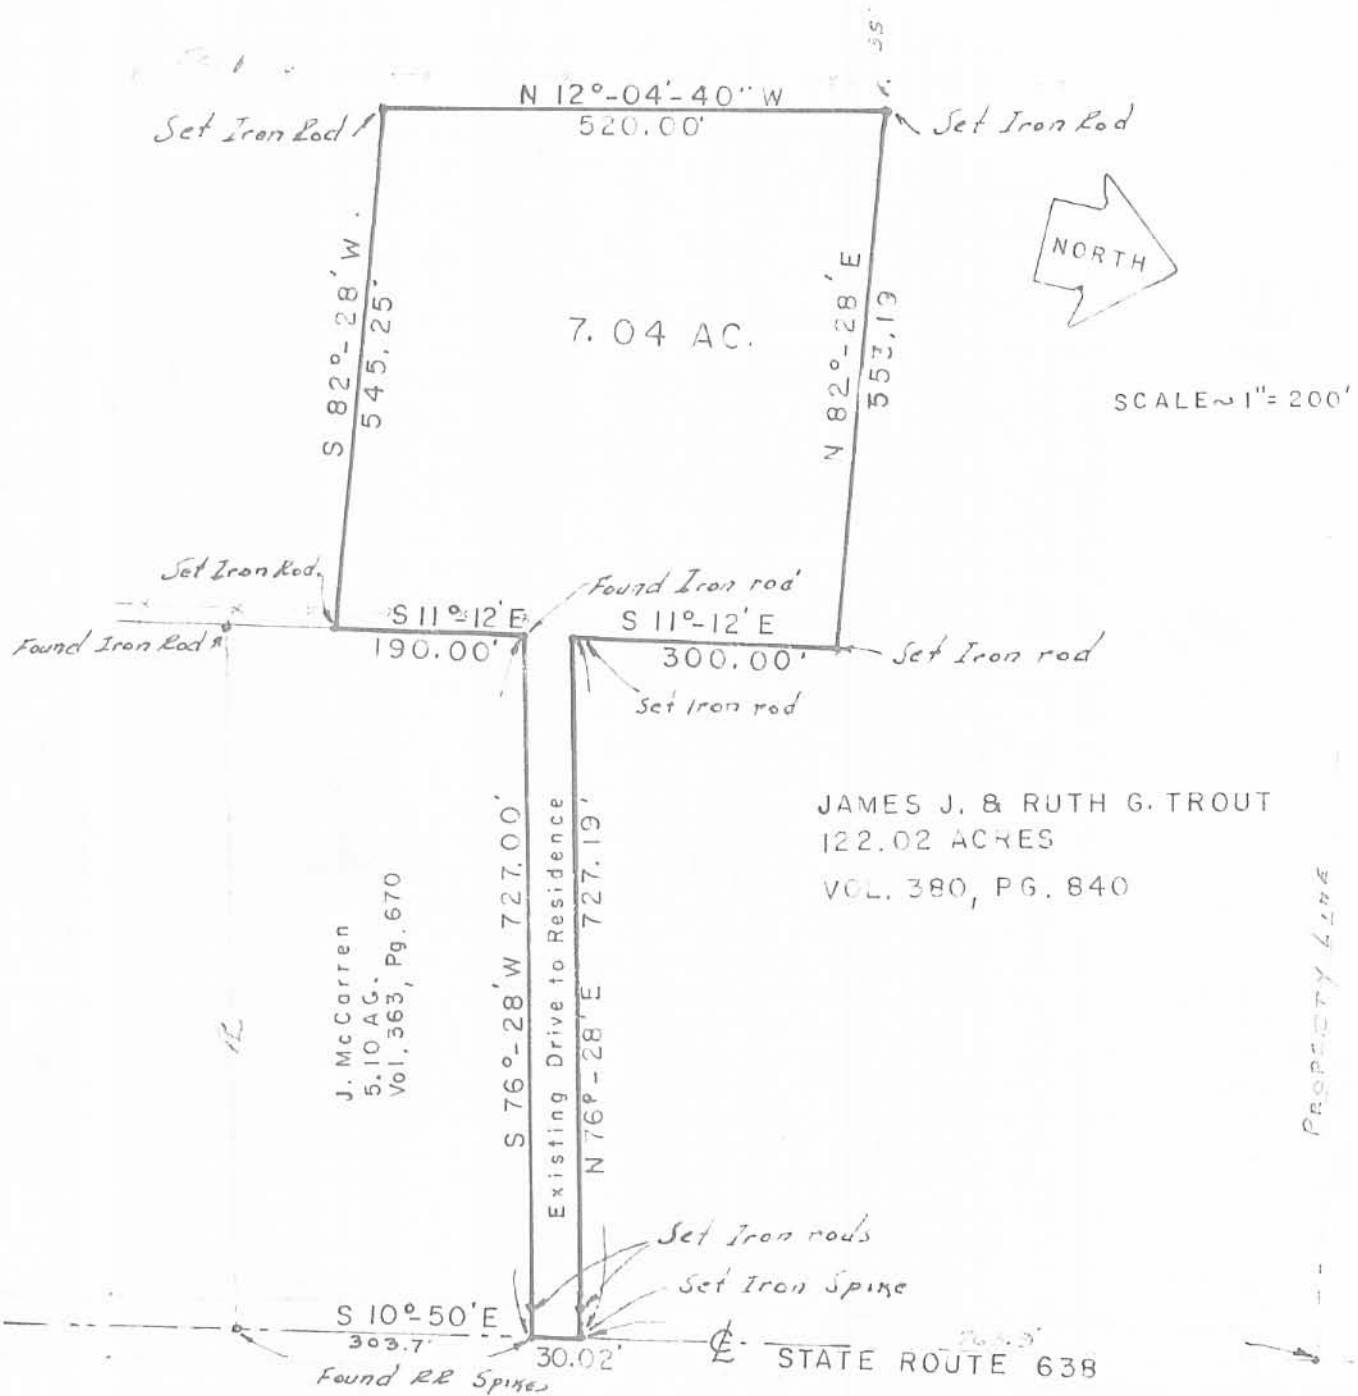 55'
N 12°-04'-40" W
520.00'
Set Iron Rod
Set Iron Rod
NORTH
S 82°-28' W
545.25'
7.04 AC.
N 82°-28' E
553.19
SCALE~1"= 200'
Set Iron Rod
Found Iron rod
S 11°-12' E
190.00'
S 11°-12' E
300.00'
Found Iron Rod
Set Iron rod
Set Iron rod
JAMES J. & RUTH G. TROUT
122.02 ACRES
VOL. 380, PG. 840
J. McCarren
5.10 AC.
Vol. 363, Pg. 670
S 76°-28' W 727.00'
Existing Drive to Residence
N 76°-28' E 727.19'
PROPERTY LINE
Set Iron rods
Set Iron Spike
S 10°-50' E
303.7'
30.02'
℄ STATE ROUTE 638
Found RR Spikes